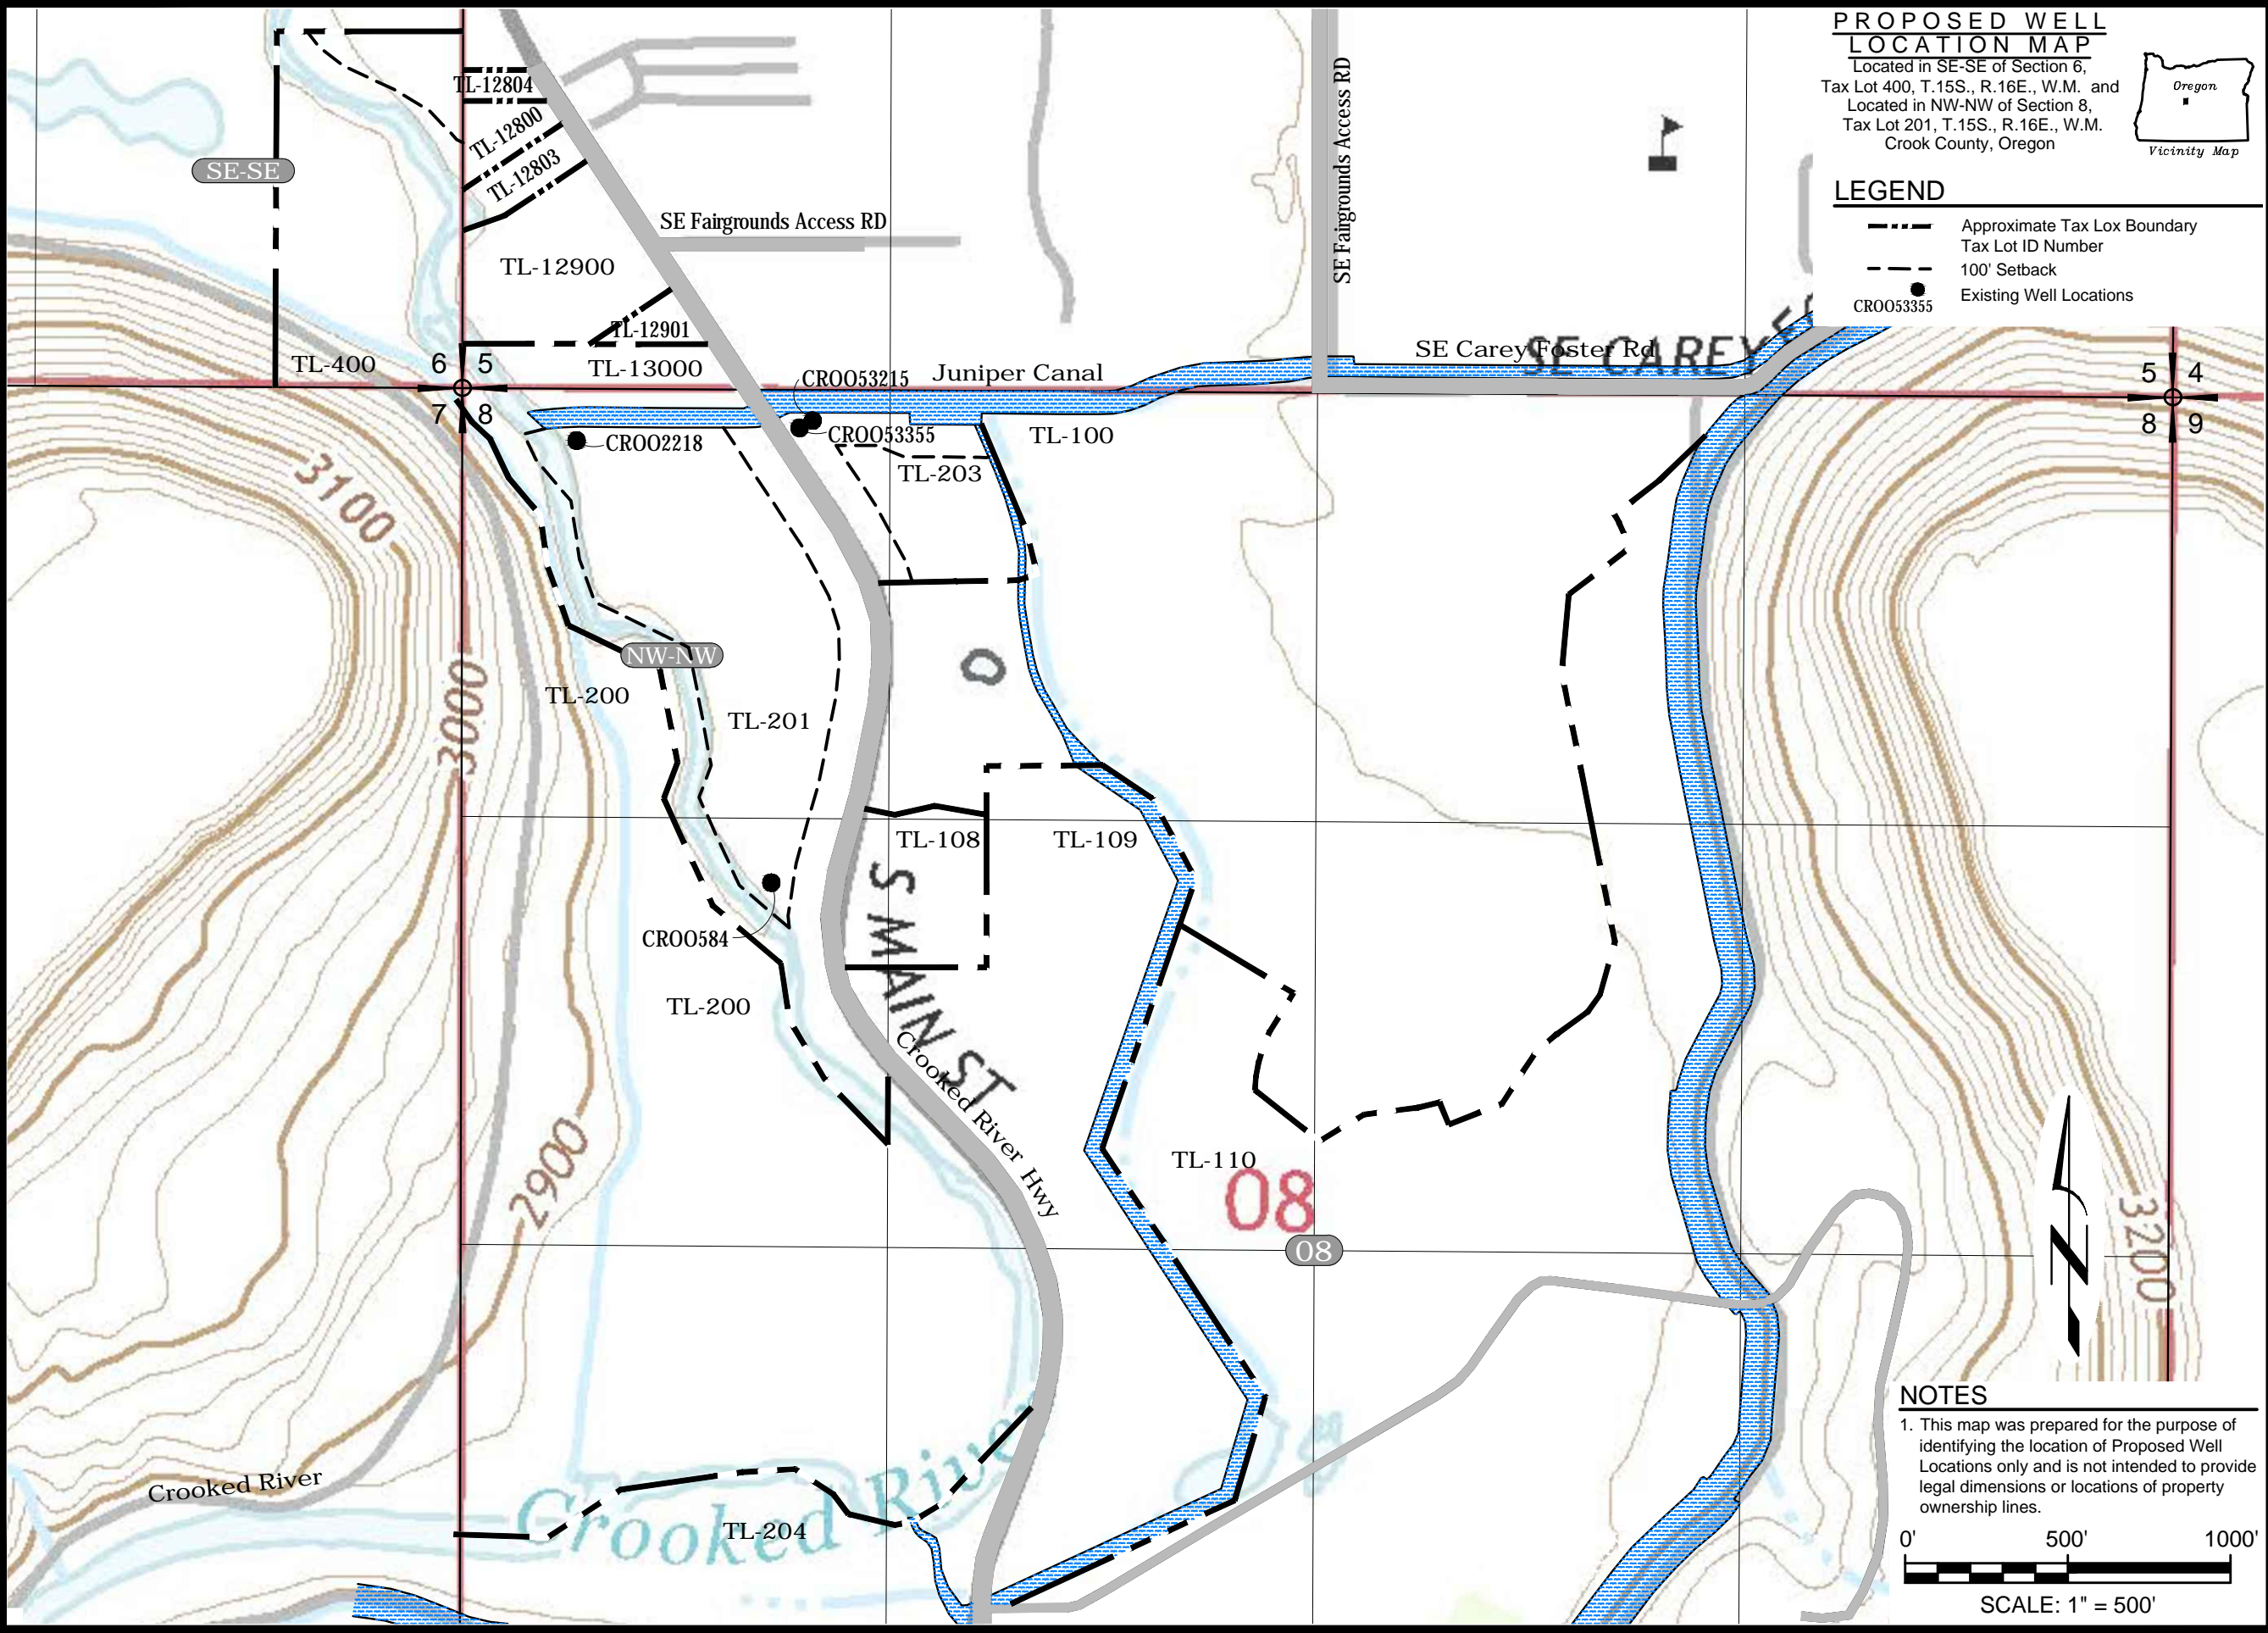 PROPOSED WELL
LOCATION MAP
Located in SE-SE of Section 6,
Tax Lot 400, T.15S., R.16E., W.M. and
Located in NW-NW of Section 8,
Tax Lot 201, T.15S., R.16E., W.M.
Crook County, Oregon
Oregon
Vicinity Map
LEGEND
Approximate Tax Lox Boundary
Tax Lot ID Number
100' Setback
CROO53355
Existing Well Locations
TL-12804
TL-12800
TL-12803
SE-SE
SE Fairgrounds Access RD
SE Fairgrounds Access RD
TL-12900
TL-12901
TL-400
6 5
7 8
TL-13000
CROO53215
Juniper Canal
SE Carey Foster Rd
SE CAREY
5 4
8 9
CROO2218
CROO53355
TL-100
TL-203
3100
3000
NW-NW
TL-200
TL-201
TL-108
TL-109
S MAIN ST
CROO584
TL-200
Crooked River Hwy
TL-110
08
08
2900
3200
N
Crooked River
Crooked River
TL-204
NOTES
1. This map was prepared for the purpose of
identifying the location of Proposed Well
Locations only and is not intended to provide
legal dimensions or locations of property
ownership lines.
0' 500' 1000'
SCALE: 1" = 500'